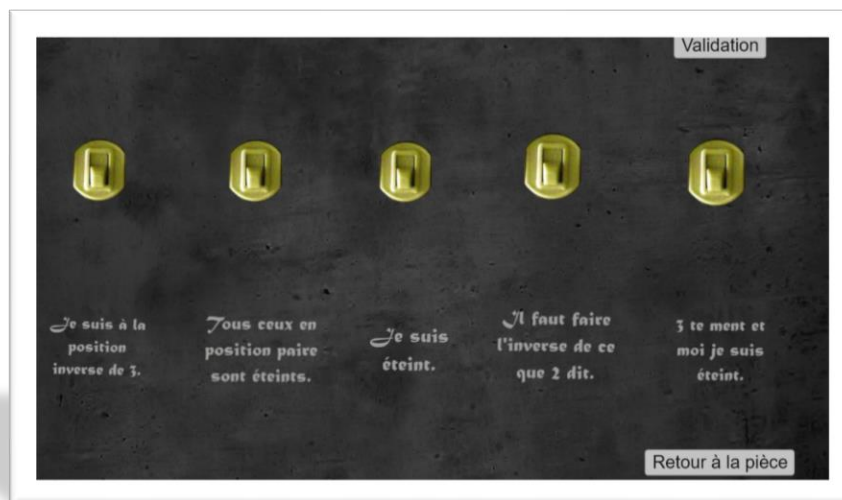 Validation
Je suis à la
position
inverse de 3.
Tous ceux en
position paire
sont éteints.
Je suis
éteint.
Il faut faire
l'inverse de ce
que 2 dit.
3 te ment et
moi je suis
éteint.
Retour à la pièce